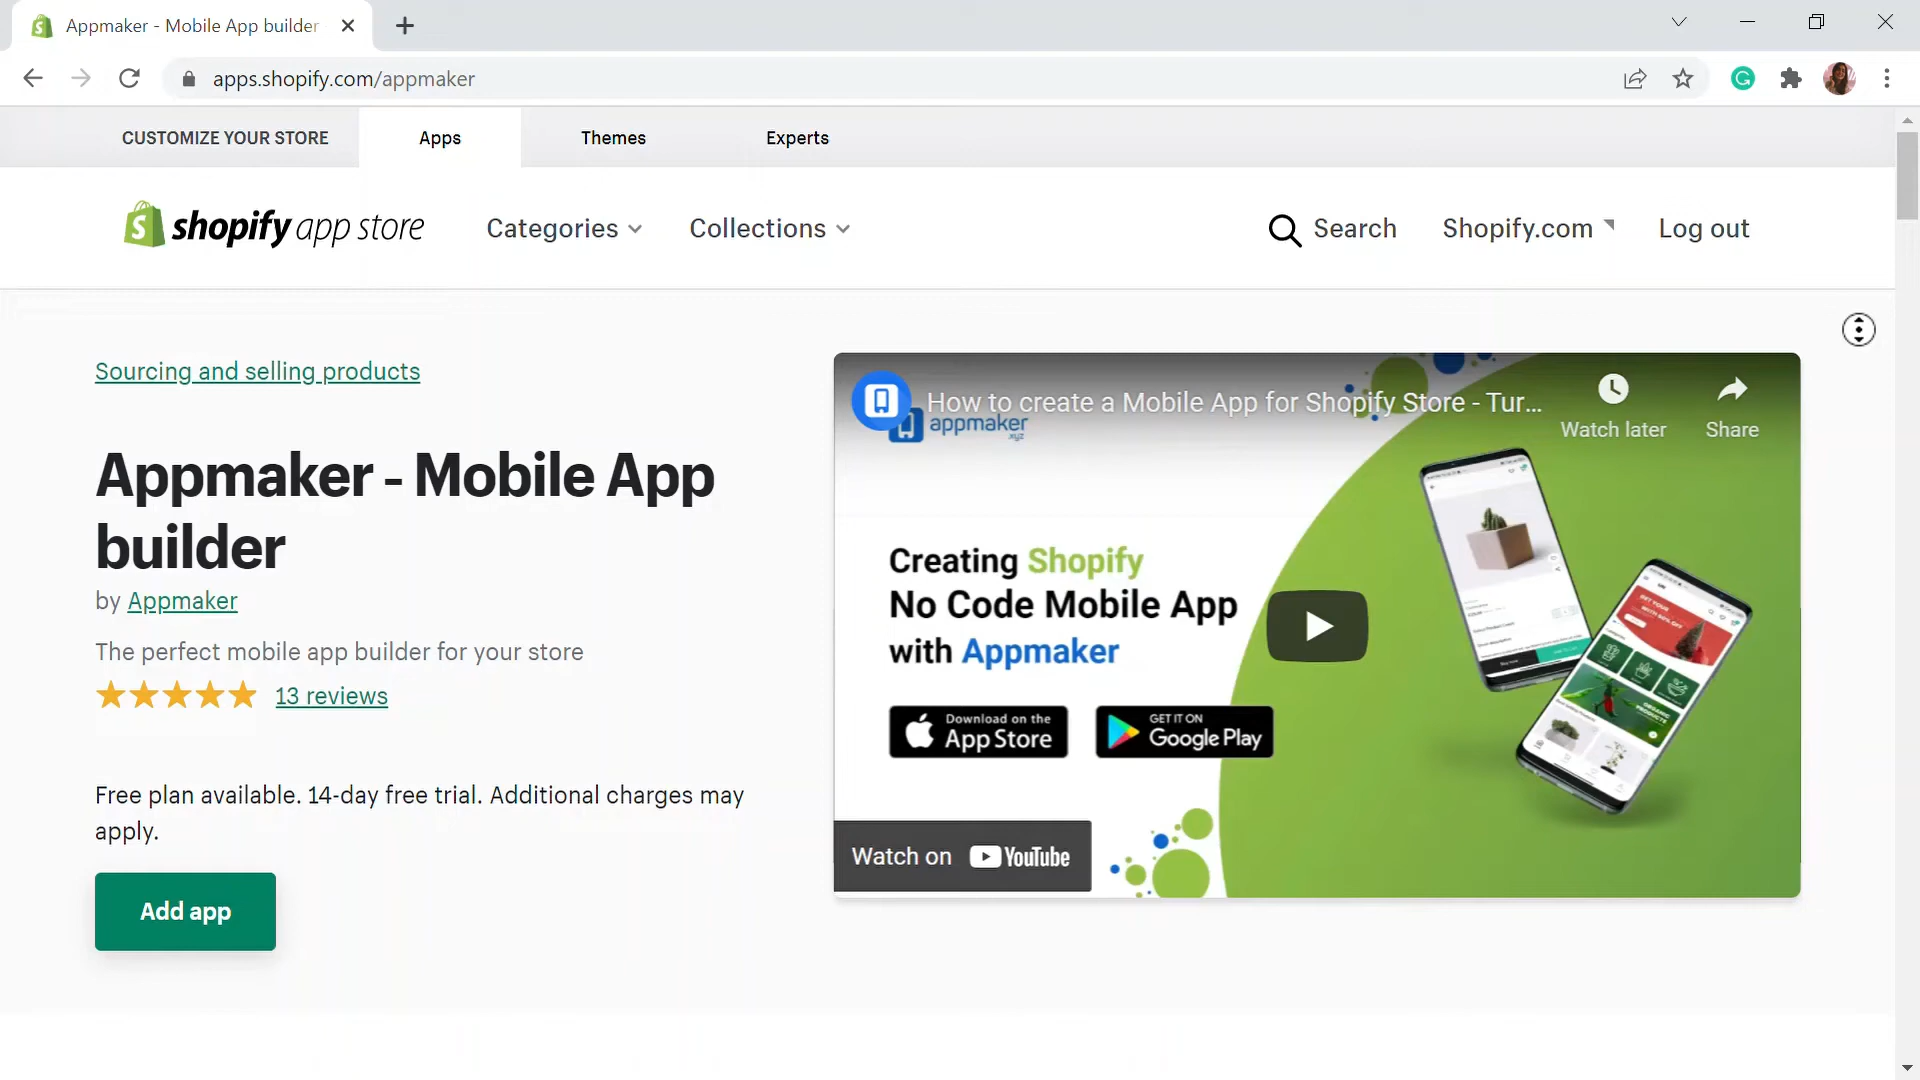 Appmaker - Mobile App builder
apps.shopify.com/appmaker
CUSTOMIZE YOUR STORE
Apps
Themes
Experts
shopify app store
Categories
Collections
Search
Shopify.com
Log out
Sourcing and selling products
Appmaker - Mobile App
builder
by Appmaker
The perfect mobile app builder for your store
13 reviews
Free plan available. 14-day free trial. Additional charges may
apply.
Add app
How to create a Mobile App for Shopify Store - Tur...
appmaker
.xyz
Watch later
Share
Creating Shopify
No Code Mobile App
with Appmaker
Download on the
App Store
GET IT ON
Google Play
Watch on YouTube